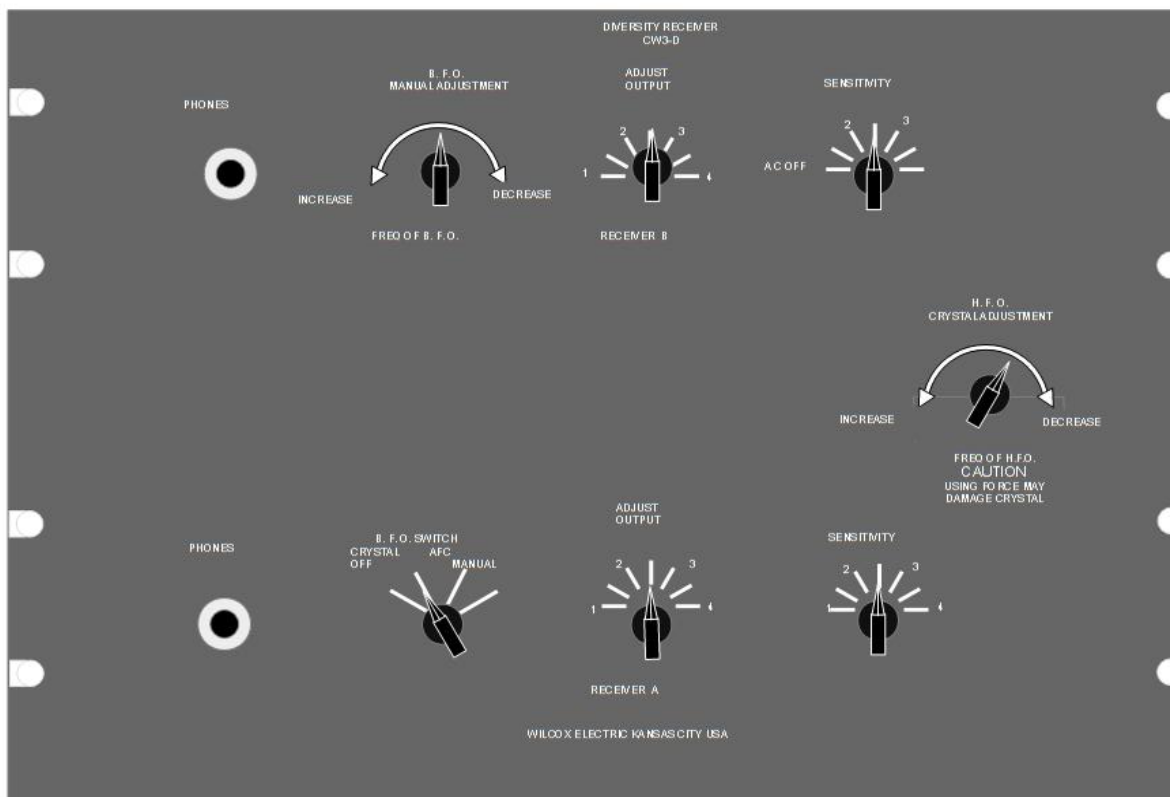 DIVERSITY RECEIVER
CW3-D
B. F. O.
MANUAL ADJUSTMENT
ADJUST
OUTPUT
SENSITIVITY
PHONES
2 3
2 3
1 4
AC OFF
INCREASE DECREASE
FREQ OF B. F. O.
RECEIVER B
H. F. O.
CRYSTAL ADJUSTMENT
INCREASE DECREASE
FREQ OF H.F.O.
CAUTION
USING FORCE MAY
DAMAGE CRYSTAL
ADJUST
OUTPUT
B. F. O. SWITCH
SENSITIVITY
PHONES
CRYSTAL AFC
OFF MANUAL
2 3
2 3
1 4
1 4
RECEIVER A
WILCOX ELECTRIC KANSAS CITY USA